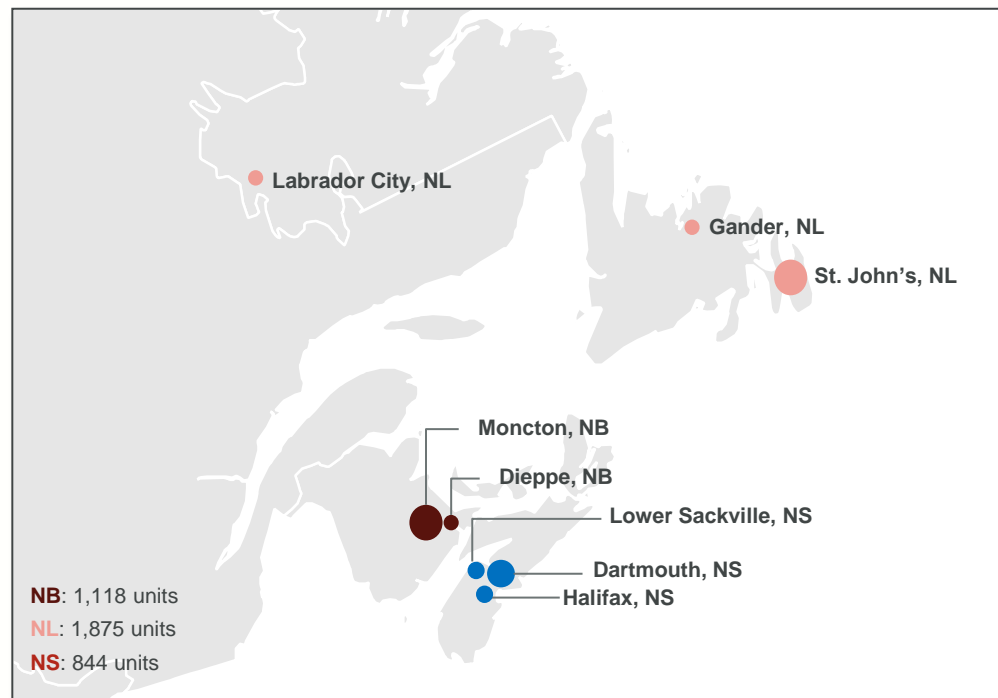 Labrador City, NL
Gander, NL
St. John’s, NL
Moncton, NB
Dieppe, NB
Lower Sackville, NS
Dartmouth, NS
Halifax, NS
NB: 1,118 units
NL: 1,875 units
NS: 844 units